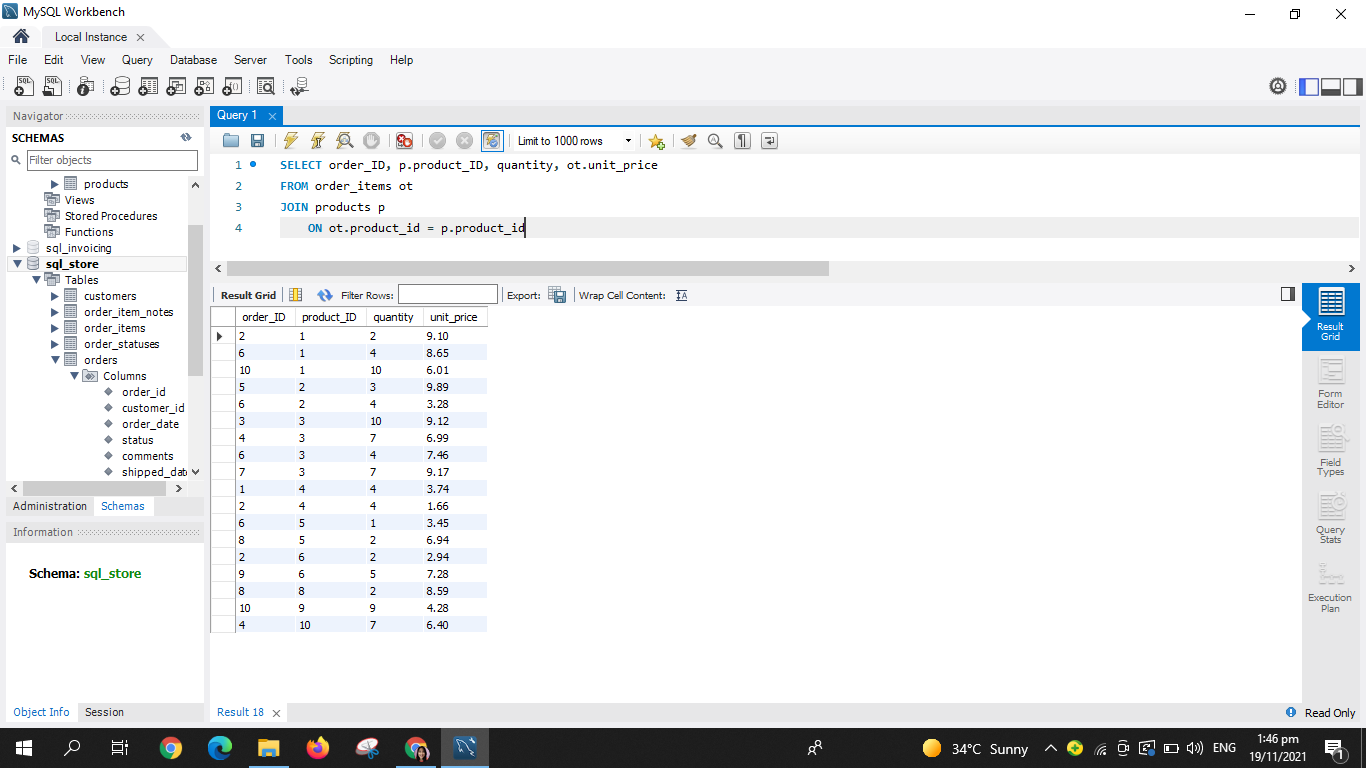 MySQL Workbench
Local Instance
File Edit View Query Database Server Tools Scripting Help
Navigator
SCHEMAS
Filter objects
products
Views
Stored Procedures
Functions
sql_invoicing
sql_store
Tables
customers
order_item_notes
order_items
order_statuses
orders
Columns
order_id
customer_id
order_date
status
comments
shipped_date
Administration Schemas
Information
Schema: sql_store
Object Info Session
Query 1
Limit to 1000 rows
1 SELECT order_ID, p.product_ID, quantity, ot.unit_price
2 FROM order_items ot
3 JOIN products p
4 ON ot.product_id = p.product_id
Result Grid Filter Rows: Export: Wrap Cell Content:
order_ID product_ID quantity unit_price
2 1 2 9.10
6 1 4 8.65
10 1 10 6.01
5 2 3 9.89
6 2 4 3.28
3 3 10 9.12
4 3 7 6.99
6 3 4 7.46
7 3 7 9.17
1 4 4 3.74
2 4 4 1.66
6 5 1 3.45
8 5 2 6.94
2 6 2 2.94
9 6 5 7.28
8 8 2 8.59
10 9 9 4.28
4 10 7 6.40
Result
Grid
Form
Editor
Field
Types
Query
Stats
Execution
Plan
Result 18
Read Only
34°C Sunny
ENG
1:46 pm
19/11/2021
1